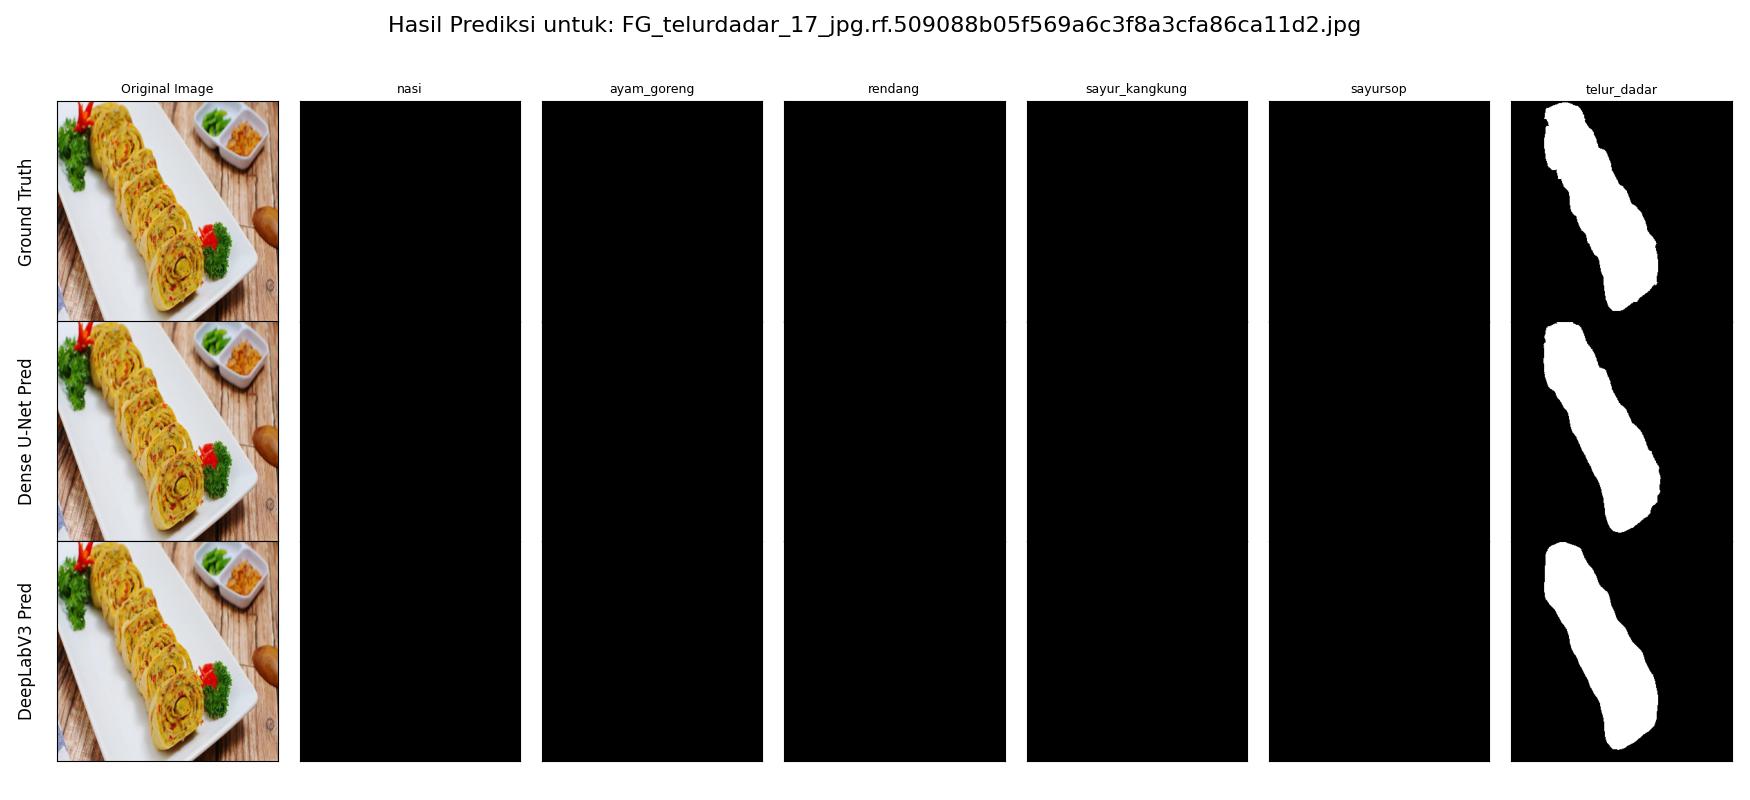 Hasil Prediksi untuk: FG_telurdadar_17_jpg.rf.509088b05f569a6c3f8a3cfa86ca11d2.jpg
Original Image
nasi
ayam_goreng
rendang
sayur_kangkung
sayursop
telur_dadar
Ground Truth
Dense U-Net Pred
DeepLabV3 Pred